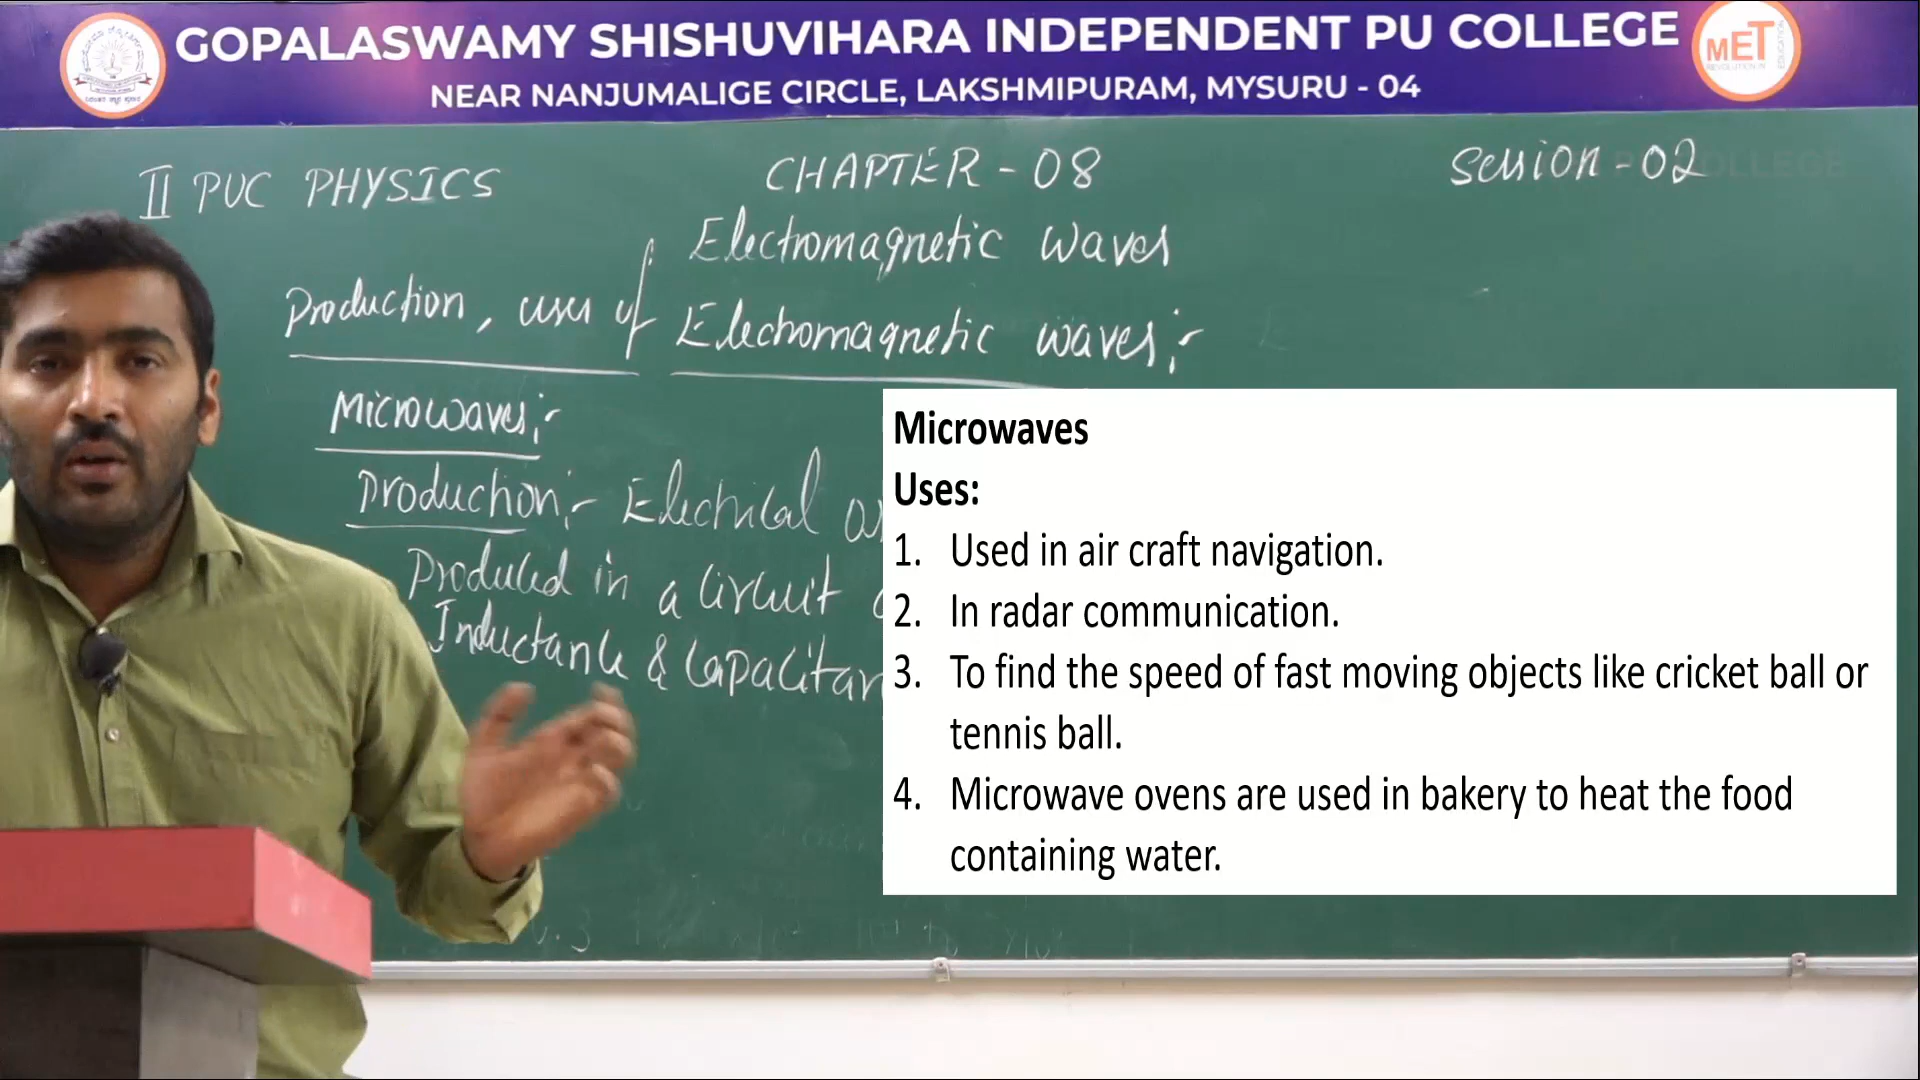 GOPALASWAMY SHISHUVIHARA INDEPENDENT PU COLLEGE
MET
NEAR NANJUMALIGE CIRCLE, LAKSHMIPURAM, MYSURU - 04
II PUC PHYSICS
CHAPTER - 08
Session - 02
Electromagnetic waves
Production, uses of Electromagnetic waves:-
Microwaves:-
Production:- Electrical
Produced in a circuit
Inductance &
Microwaves
Uses:
1. Used in air craft navigation.
2. In radar communication.
3. To find the speed of fast moving objects like cricket ball or
tennis ball.
4. Microwave ovens are used in bakery to heat the food
containing water.